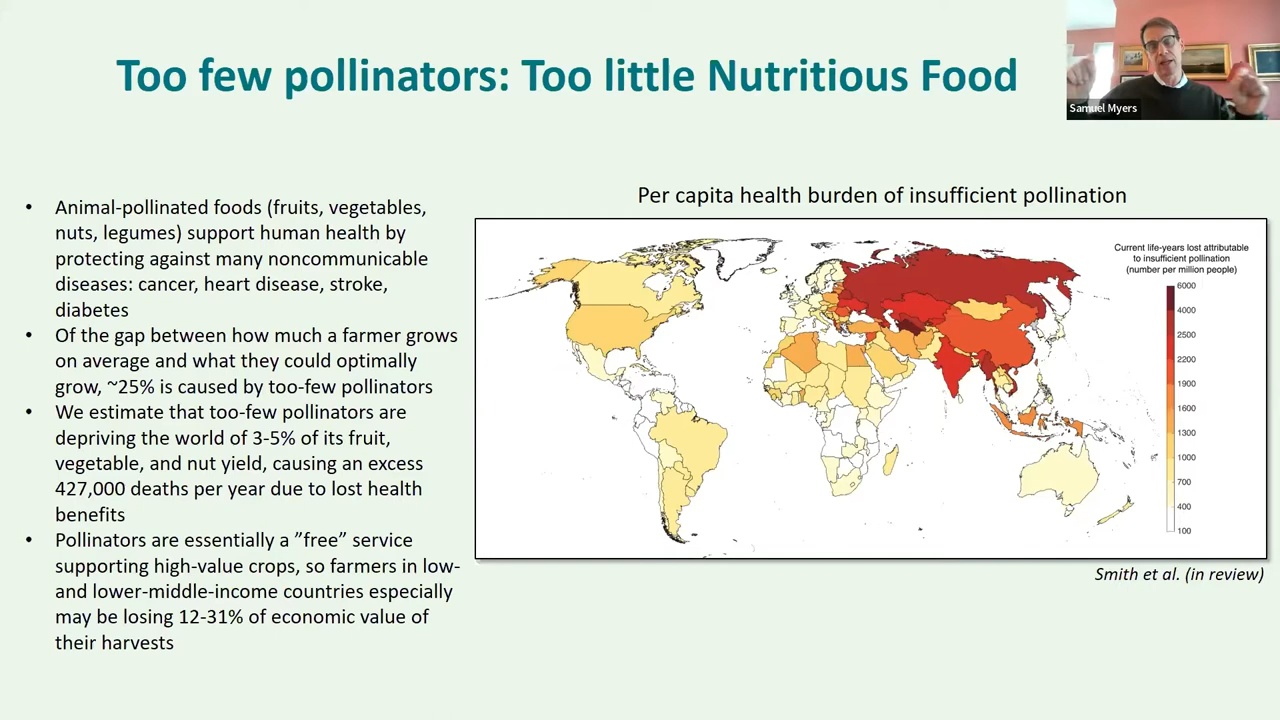 Too few pollinators: Too little Nutritious Food
Samuel Myers
• Animal-pollinated foods (fruits, vegetables,
nuts, legumes) support human health by
protecting against many noncommunicable
diseases: cancer, heart disease, stroke,
diabetes
• Of the gap between how much a farmer grows
on average and what they could optimally
grow, ~25% is caused by too-few pollinators
• We estimate that too-few pollinators are
depriving the world of 3-5% of its fruit,
vegetable, and nut yield, causing an excess
427,000 deaths per year due to lost health
benefits
• Pollinators are essentially a ”free” service
supporting high-value crops, so farmers in low-
and lower-middle-income countries especially
may be losing 12-31% of economic value of
their harvests
Per capita health burden of insufficient pollination
Current life-years lost attributable
to insufficient pollination
(number per million people)
6000
4000
2500
2200
1900
1600
1300
1000
700
400
100
Smith et al. (in review)